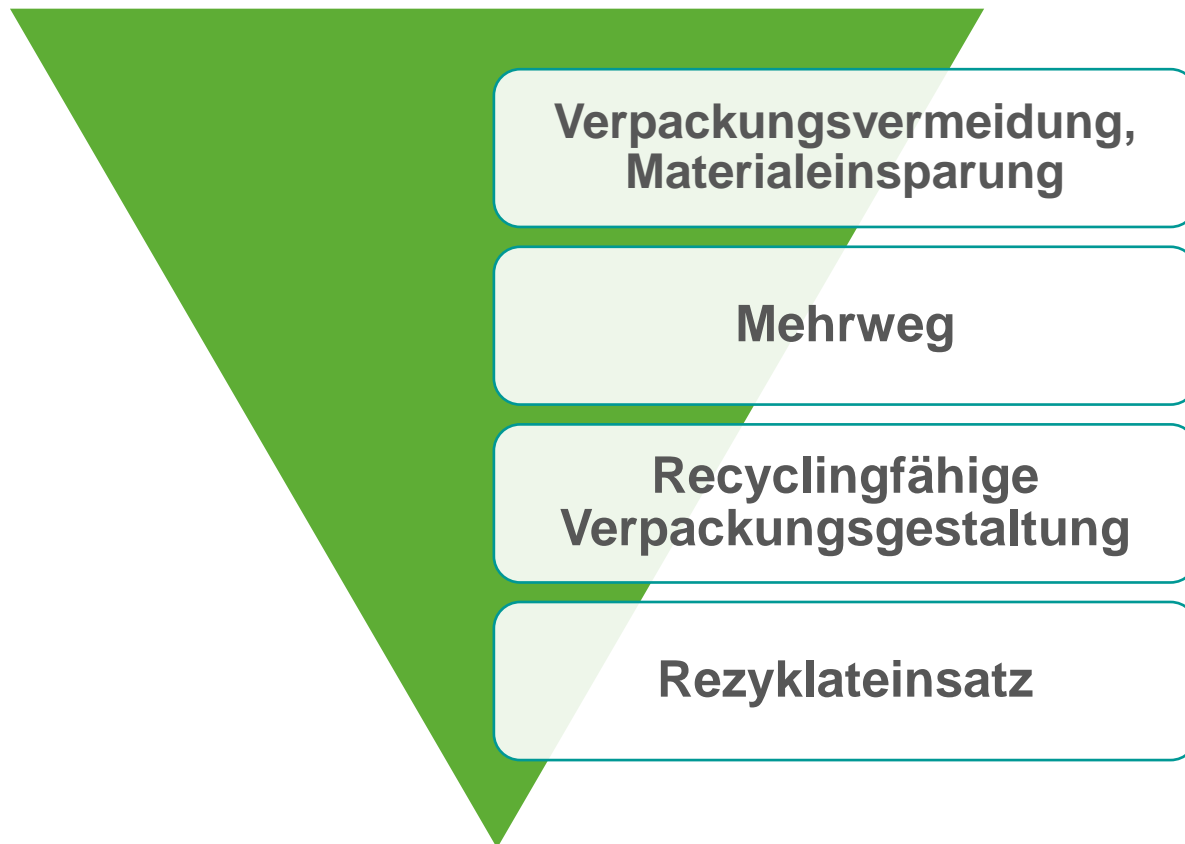 Verpackungsvermeidung,
Materialeinsparung
Mehrweg
Recyclingfähige
Verpackungsgestaltung
Rezyklateinsatz